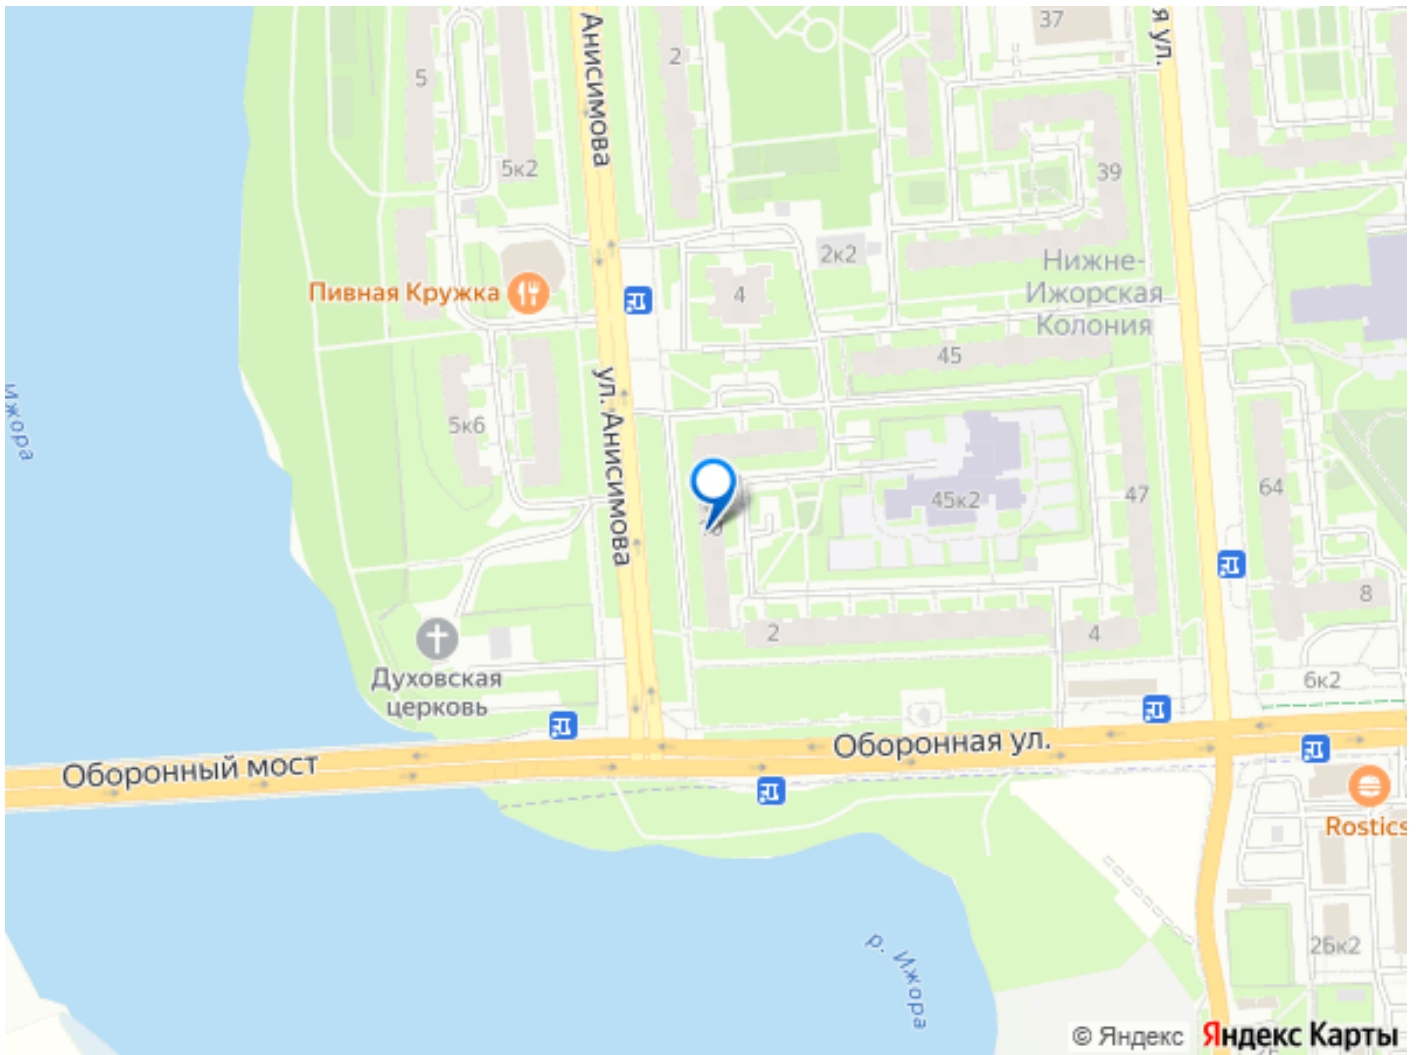 Анисимова
2
37
я ул.
5
5к2
39
2к2
Нижне-
Ижорская
Колония
Пивная Кружка
4
45
Ижора
ул. Анисимова
5к6
45к2
47
64
8
2
4
Духовская
церковь
6к2
Оборонный мост
Оборонная ул.
Rostics
р. Ижора
2Бк2
© Яндекс
Яндекс Карты